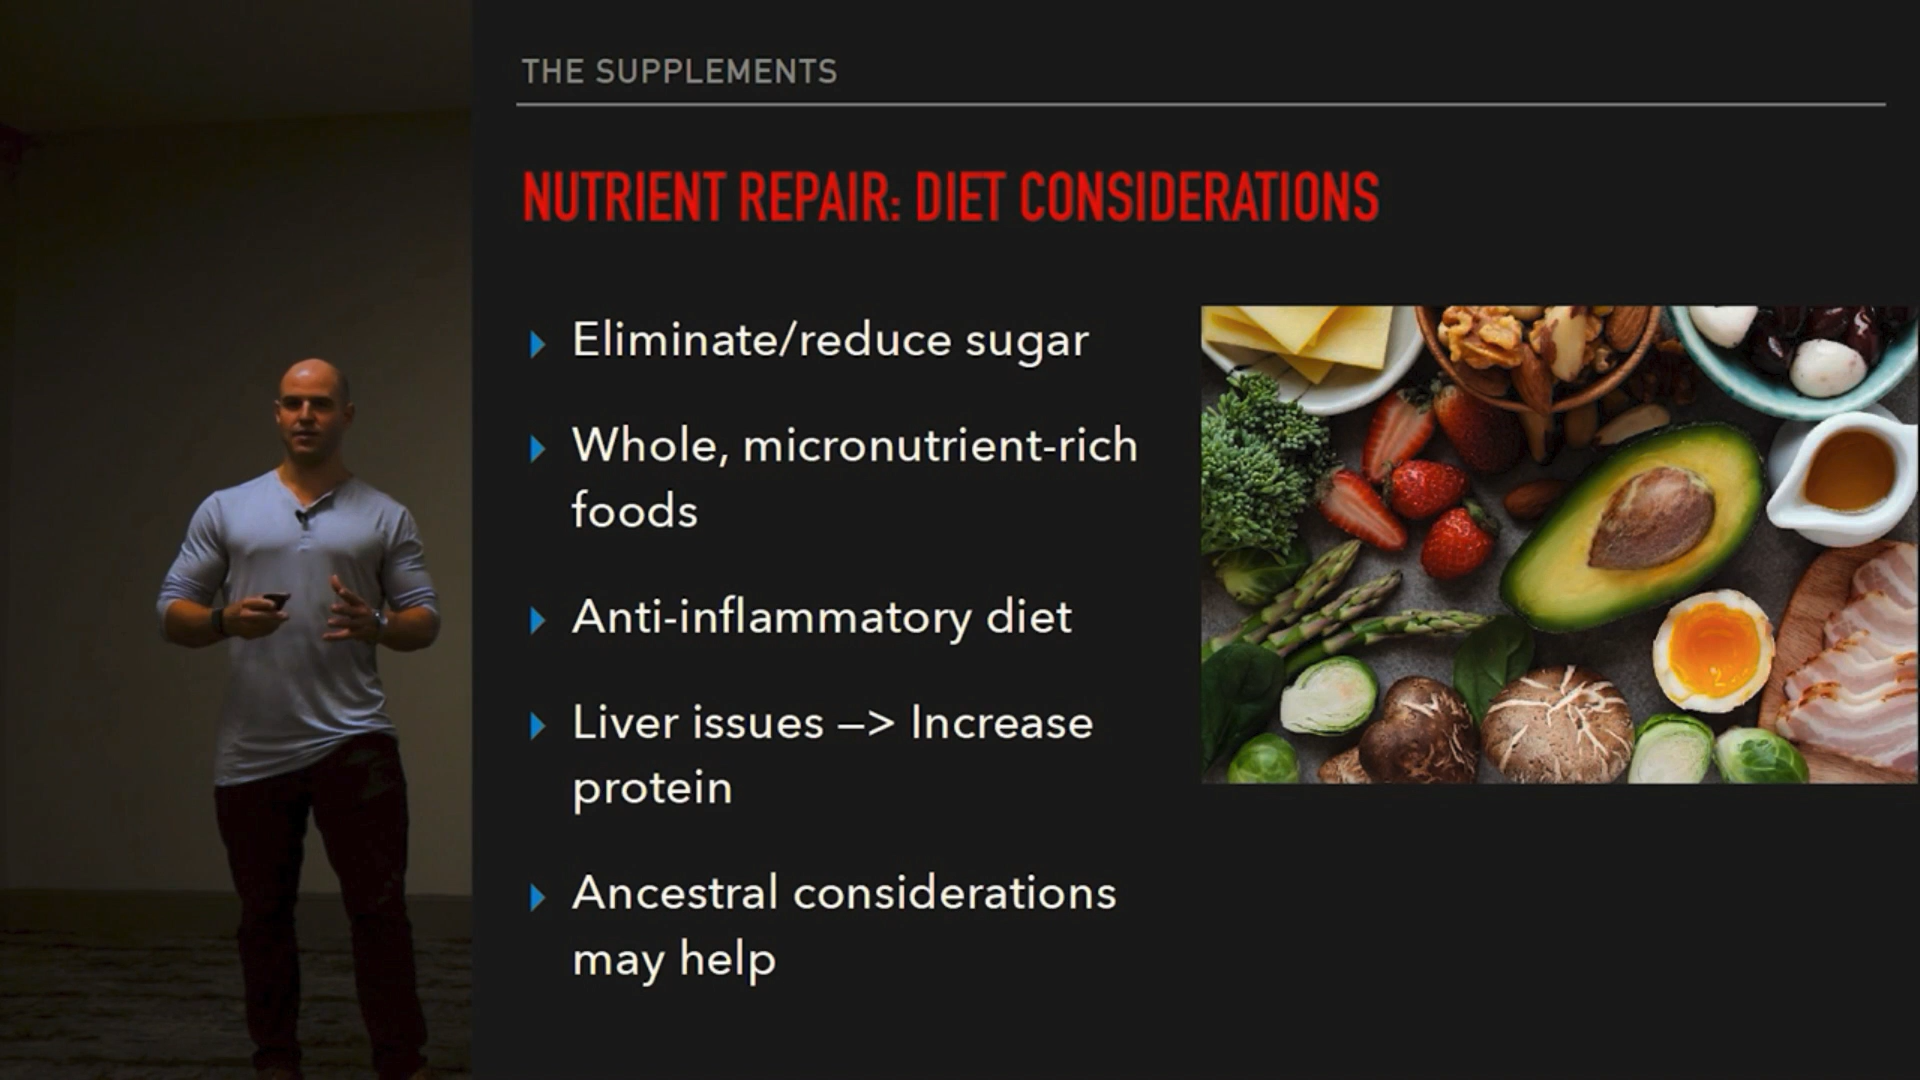 THE SUPPLEMENTS
NUTRIENT REPAIR: DIET CONSIDERATIONS
Eliminate/reduce sugar
Whole, micronutrient-rich
foods
Anti-inflammatory diet
Liver issues —> Increase
protein
Ancestral considerations
may help